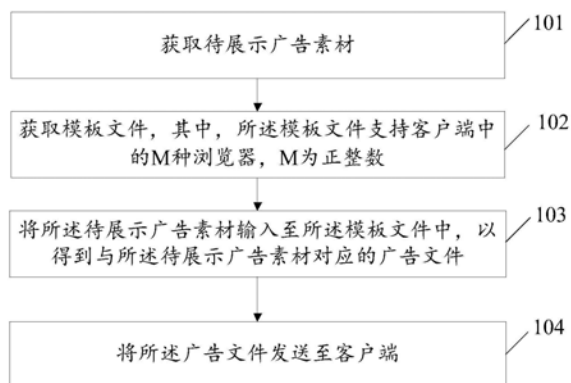 获取待展示广告素材
101
获取模板文件，其中，所述模板文件支持客户端中
的M种浏览器，M为正整数
102
将所述待展示广告素材输入至所述模板文件中，以
得到与所述待展示广告素材对应的广告文件
103
将所述广告文件发送至客户端
104